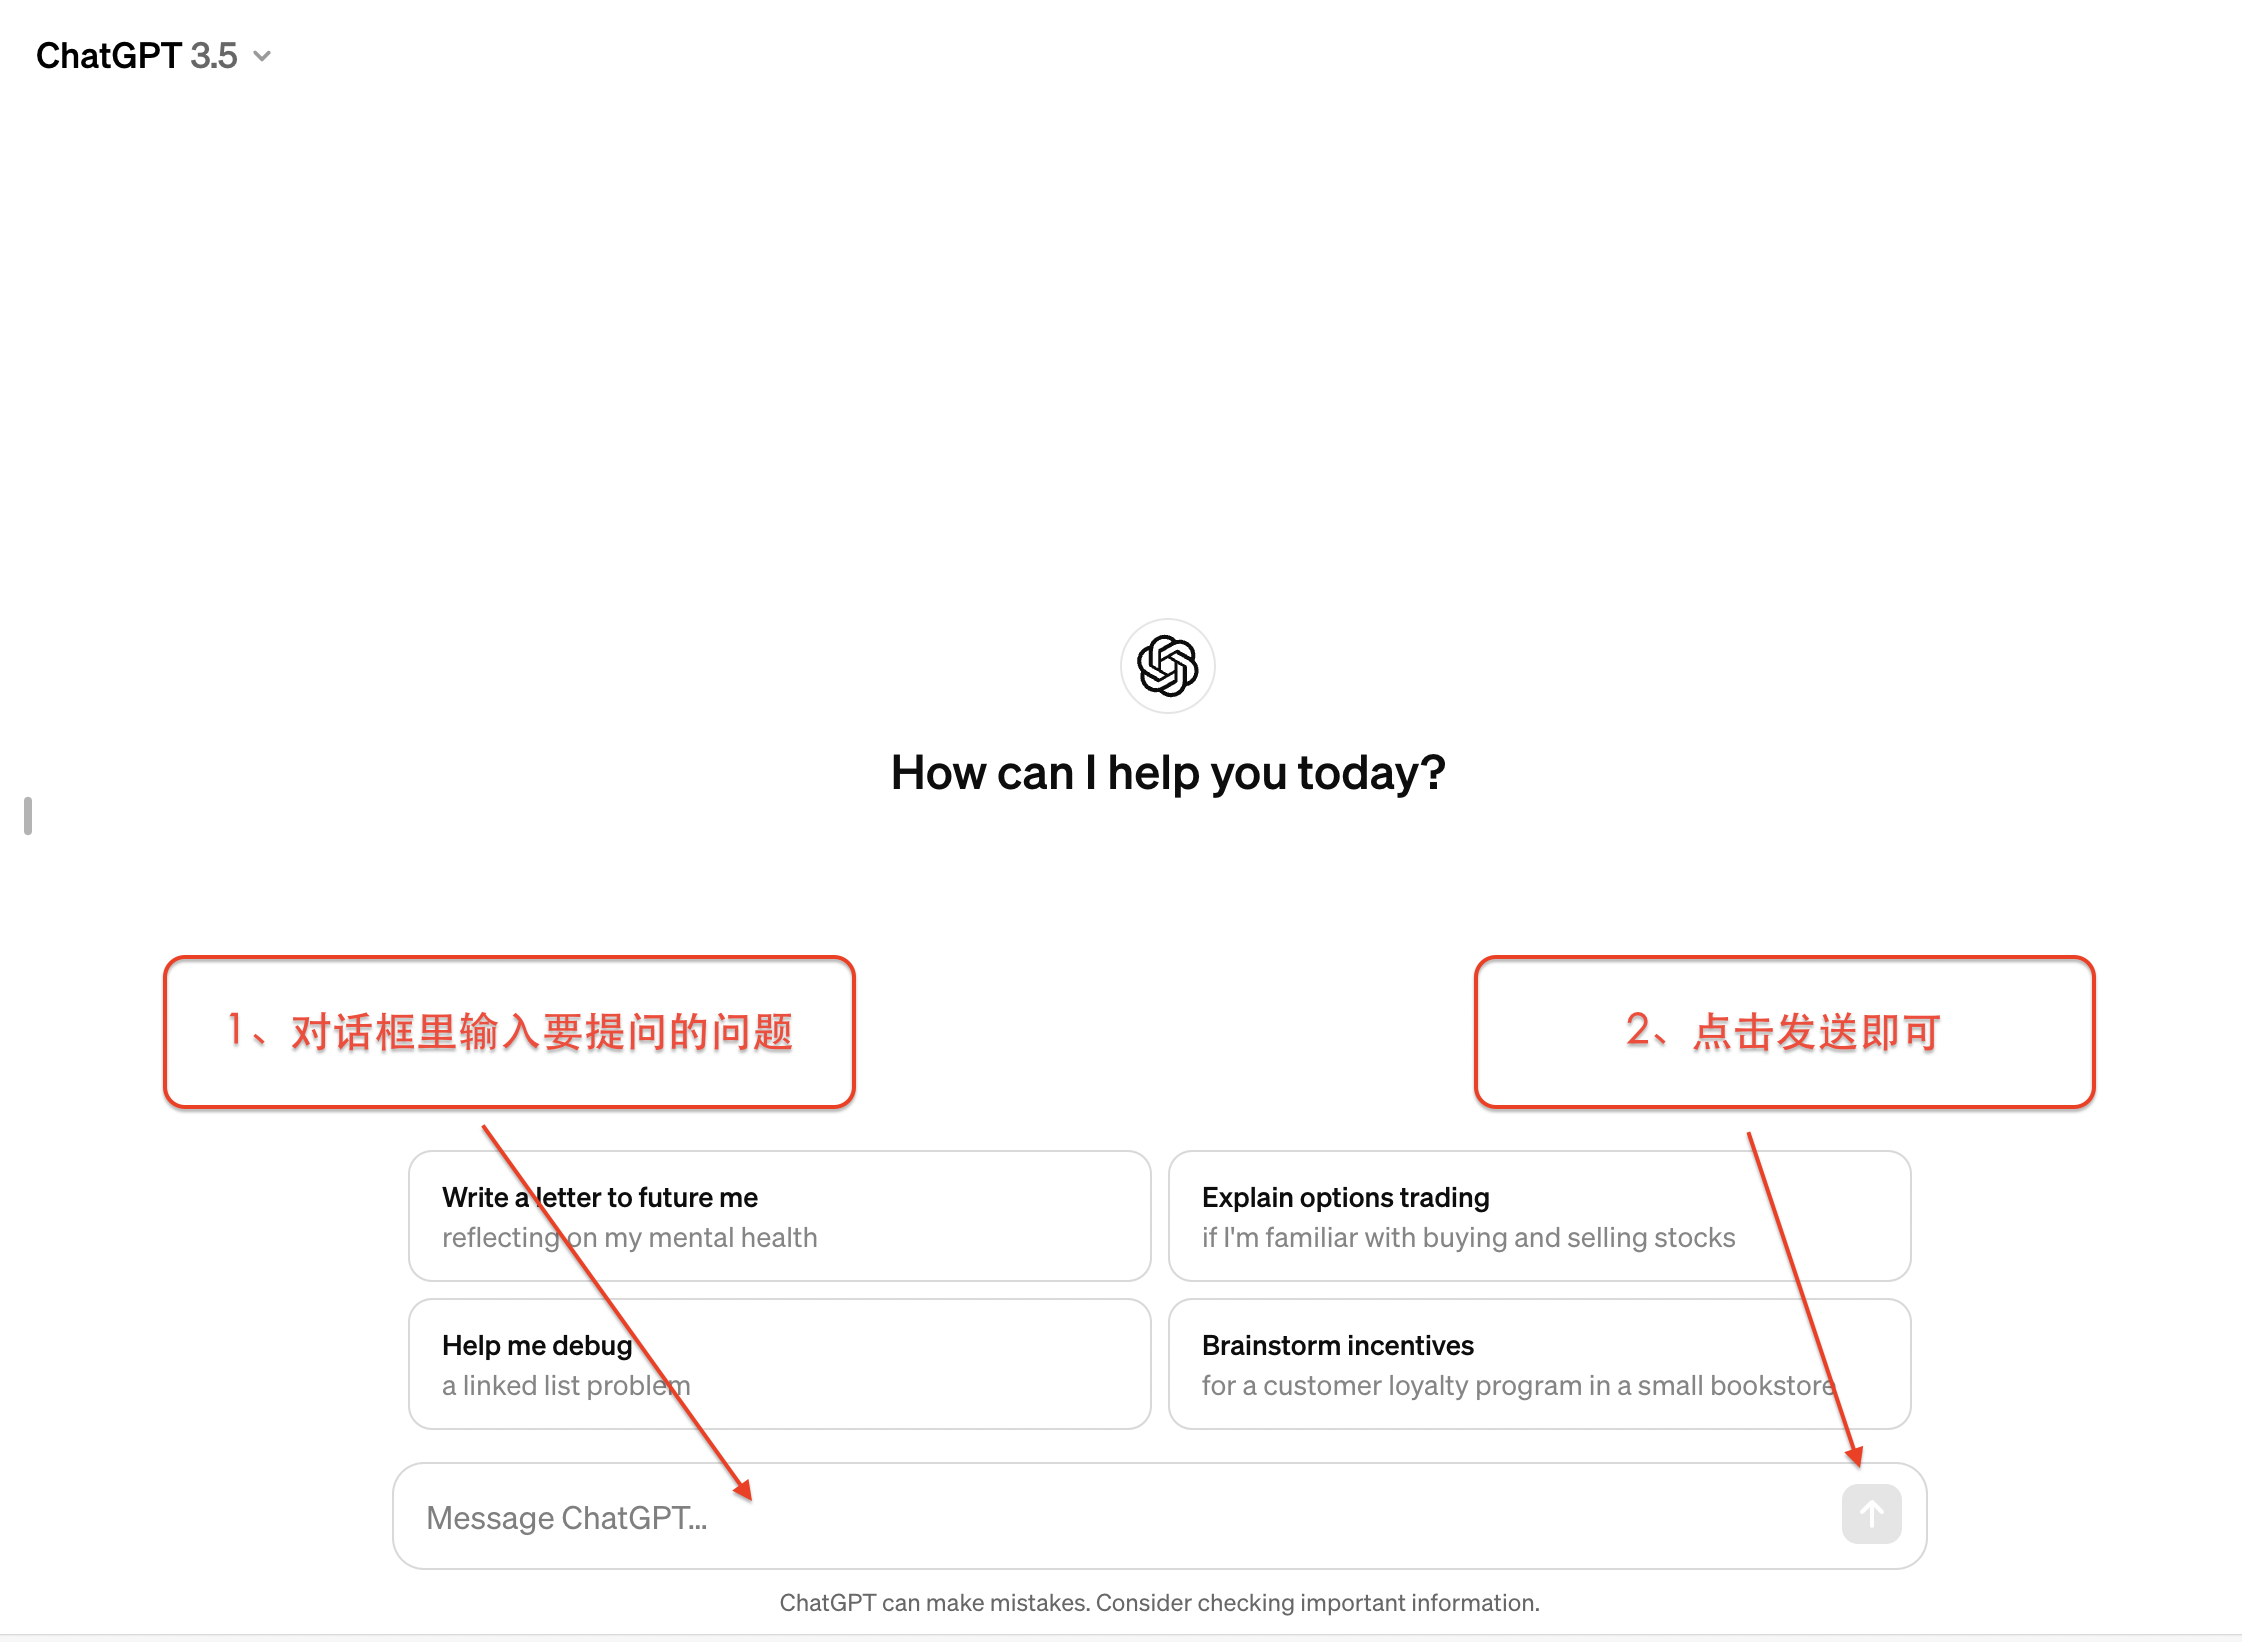 ChatGPT 3.5
How can I help you today?
1、对话框里输入要提问的问题
2、点击发送即可
Write a letter to future me
reflecting on my mental health
Explain options trading
if I'm familiar with buying and selling stocks
Help me debug
a linked list problem
Brainstorm incentives
for a customer loyalty program in a small bookstore
Message ChatGPT...
ChatGPT can make mistakes. Consider checking important information.